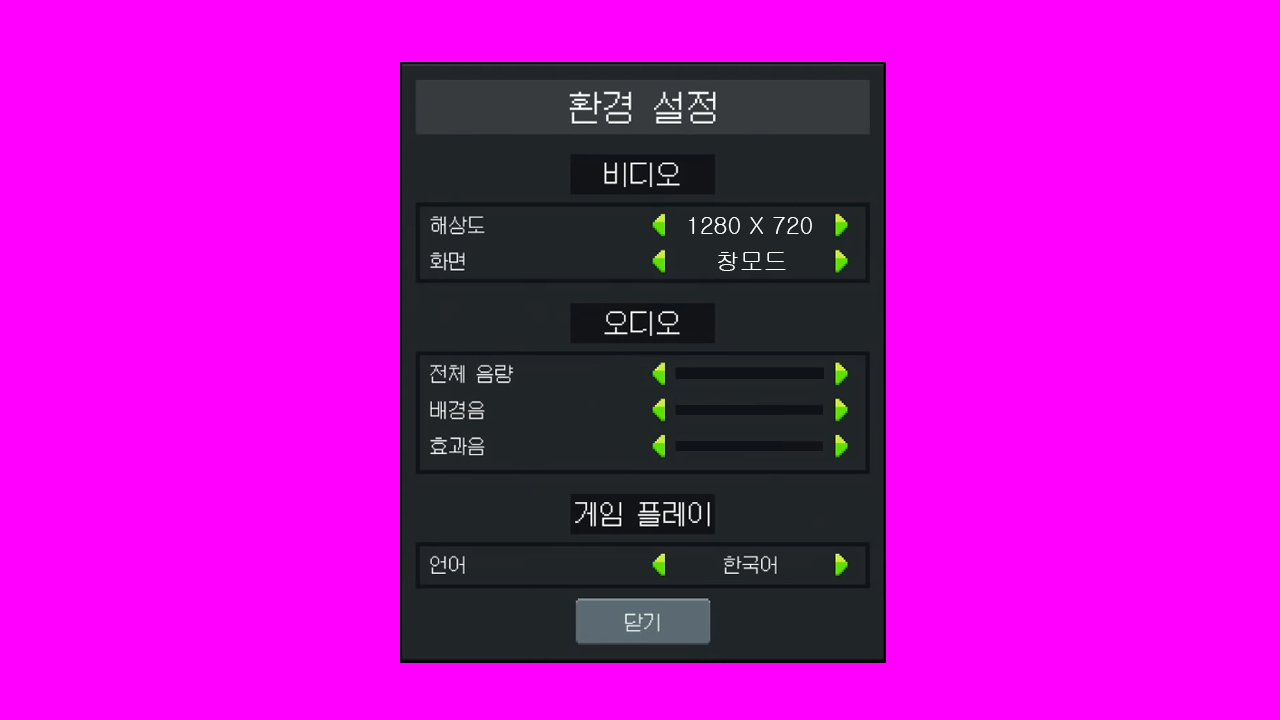 환경 설정
비디오
해상도 1280 X 720
화면 창모드
오디오
전체 음량
배경음
효과음
게임 플레이
언어 한국어
닫기